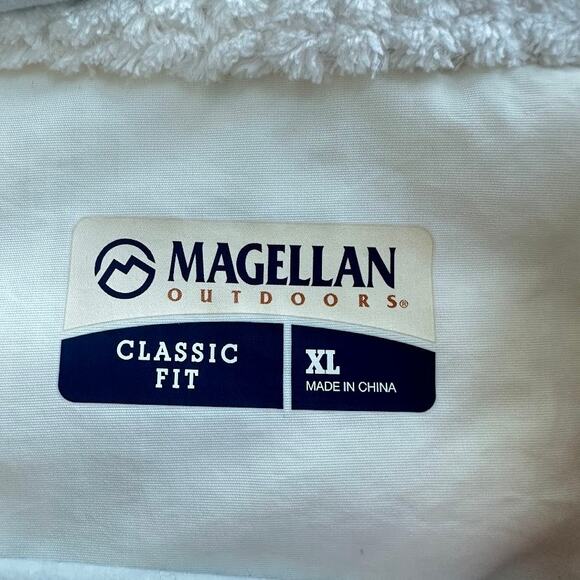 MAGELLAN
OUTDOORS®
CLASSIC
FIT
XL
MADE IN CHINA